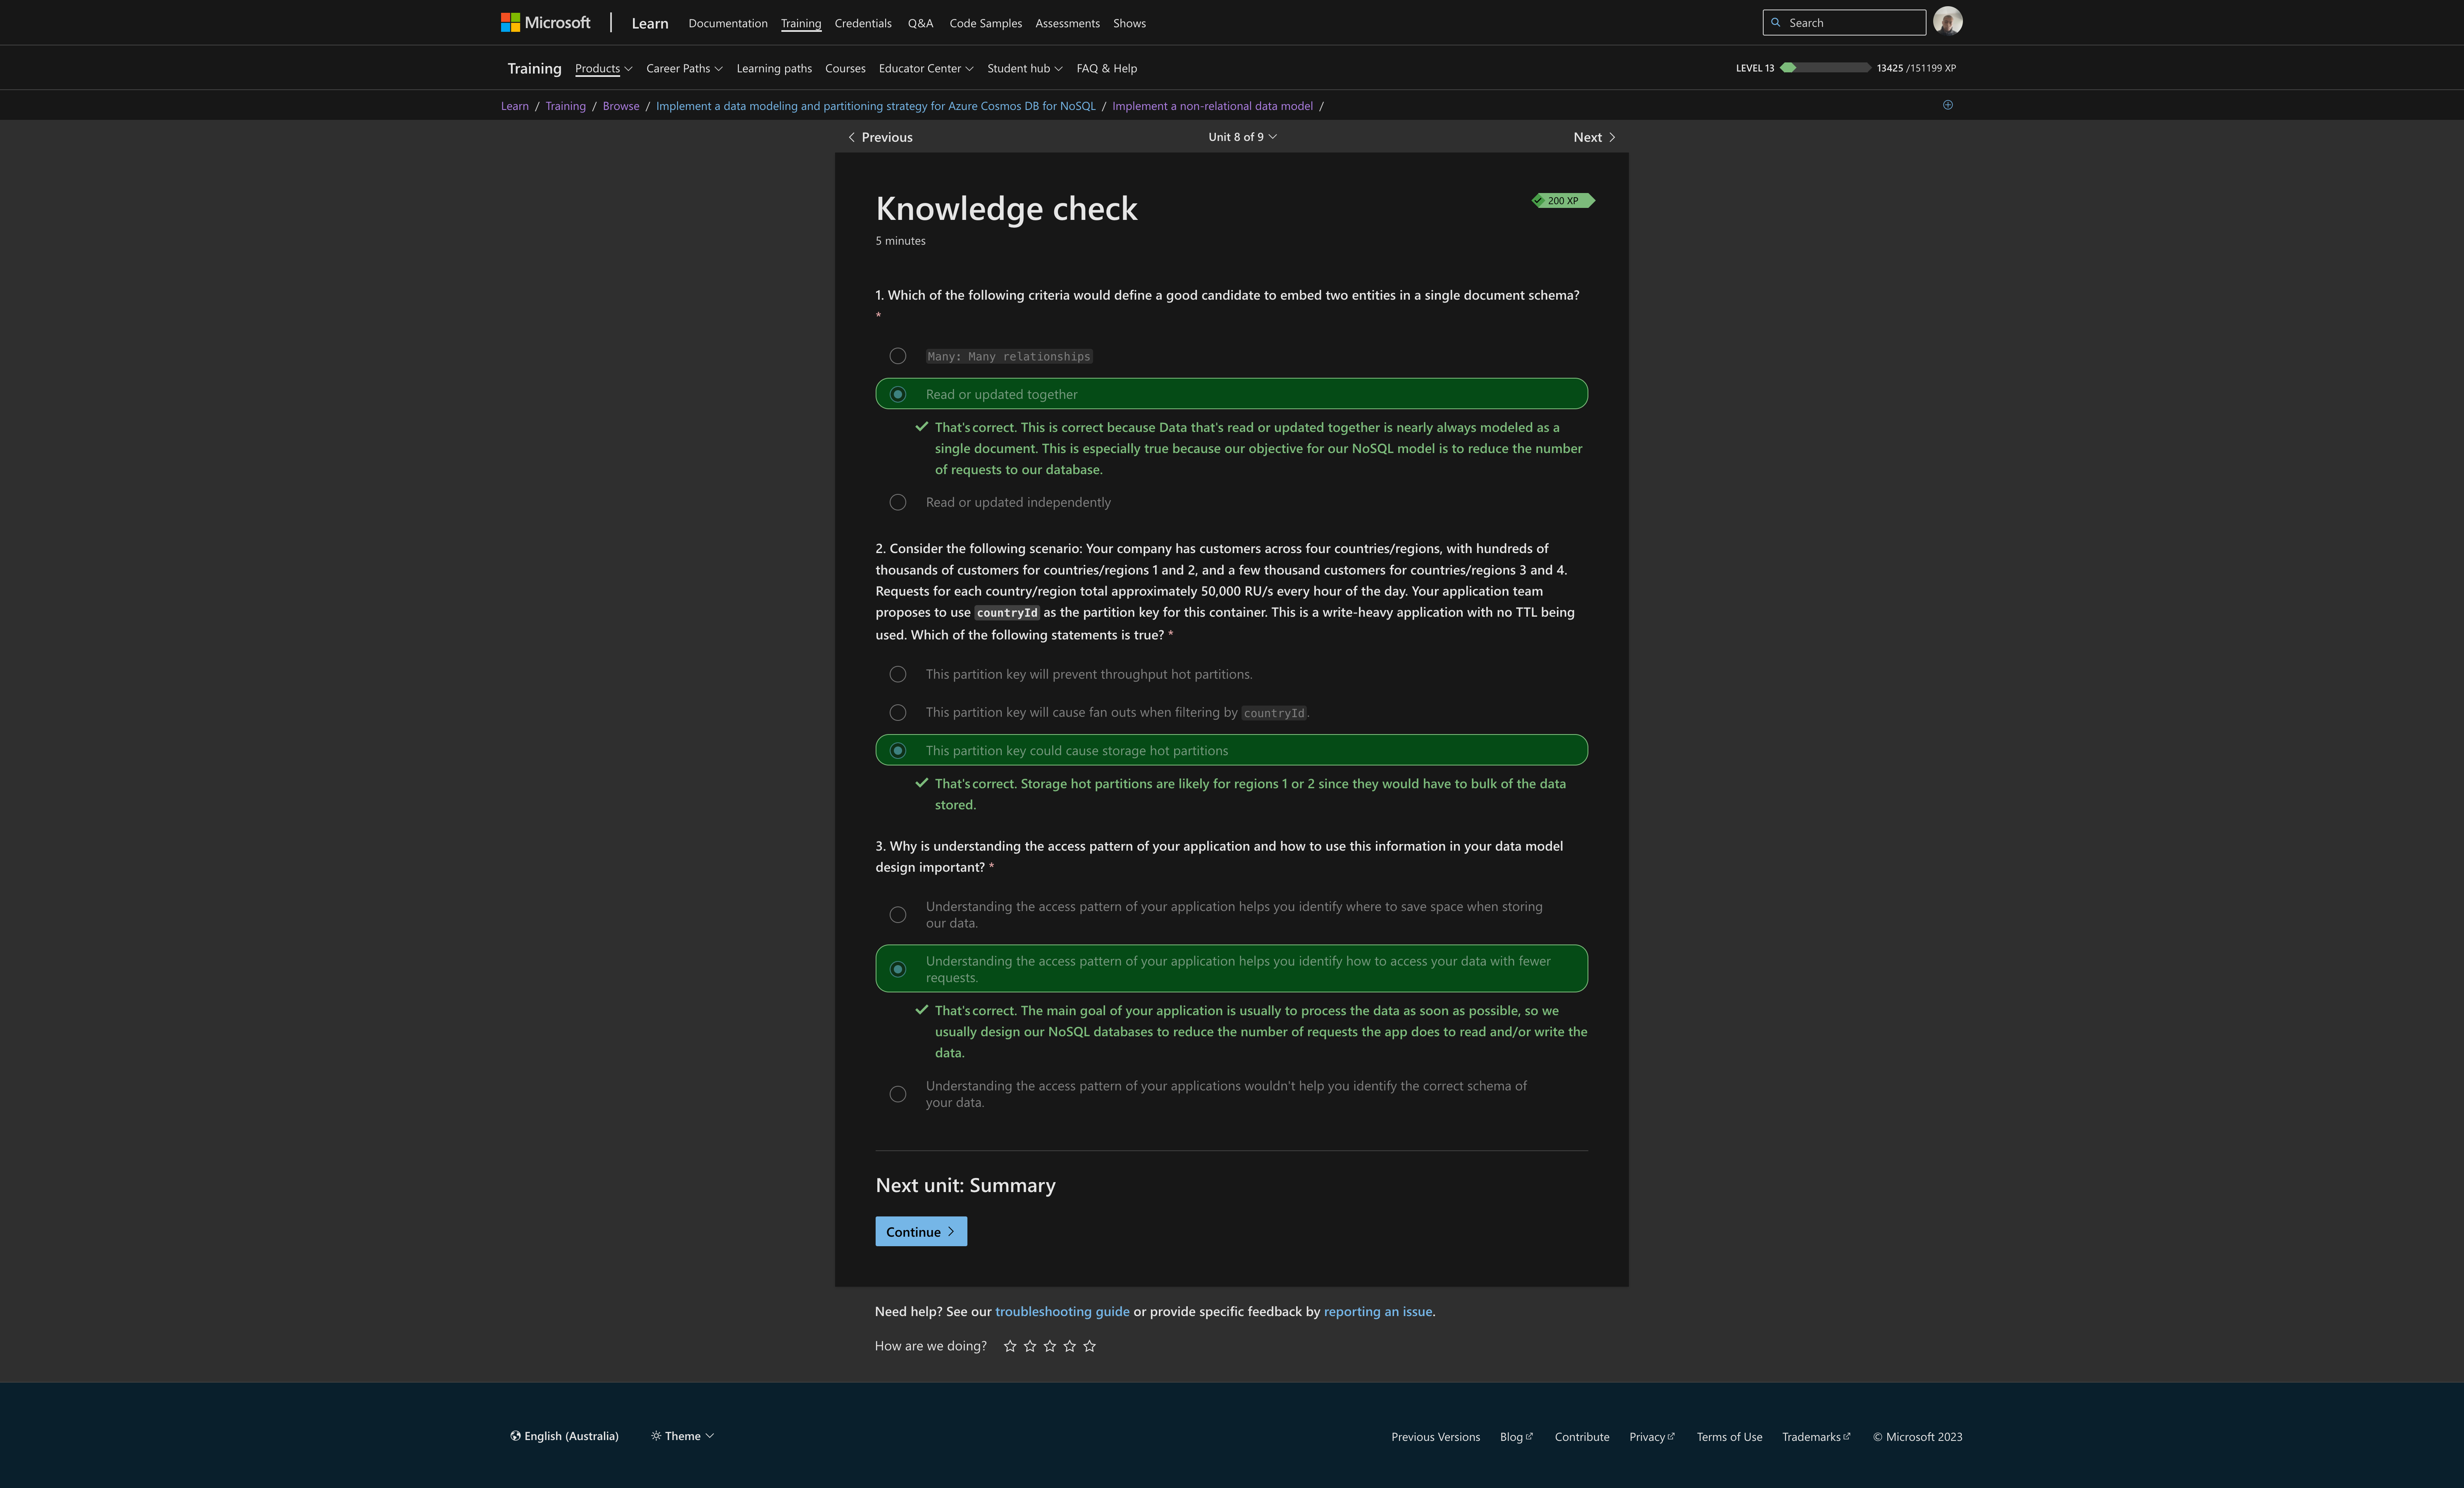 Microsoft
Learn
Documentation
Training
Credentials
Q&A
Code Samples
Assessments
Shows
Search
Training
Products
Career Paths
Learning paths
Courses
Educator Center
Student hub
FAQ & Help
LEVEL 13
13425 /151199 XP
Learn / Training / Browse / Implement a data modeling and partitioning strategy for Azure Cosmos DB for NoSQL / Implement a non-relational data model /
Previous
Unit 8 of 9
Next
Knowledge check
200 XP
5 minutes
1. Which of the following criteria would define a good candidate to embed two entities in a single document schema?
*
Many: Many relationships
Read or updated together
That's correct. This is correct because Data that's read or updated together is nearly always modeled as a
single document. This is especially true because our objective for our NoSQL model is to reduce the number
of requests to our database.
Read or updated independently
2. Consider the following scenario: Your company has customers across four countries/regions, with hundreds of
thousands of customers for countries/regions 1 and 2, and a few thousand customers for countries/regions 3 and 4.
Requests for each country/region total approximately 50,000 RU/s every hour of the day. Your application team
proposes to use countryId as the partition key for this container. This is a write-heavy application with no TTL being
used. Which of the following statements is true? *
This partition key will prevent throughput hot partitions.
This partition key will cause fan outs when filtering by countryId.
This partition key could cause storage hot partitions
That's correct. Storage hot partitions are likely for regions 1 or 2 since they would have to bulk of the data
stored.
3. Why is understanding the access pattern of your application and how to use this information in your data model
design important? *
Understanding the access pattern of your application helps you identify where to save space when storing
our data.
Understanding the access pattern of your application helps you identify how to access your data with fewer
requests.
That's correct. The main goal of your application is usually to process the data as soon as possible, so we
usually design our NoSQL databases to reduce the number of requests the app does to read and/or write the
data.
Understanding the access pattern of your applications wouldn't help you identify the correct schema of
your data.
Next unit: Summary
Continue
Need help? See our troubleshooting guide or provide specific feedback by reporting an issue.
How are we doing?
English (Australia)
Theme
Previous Versions
Blog
Contribute
Privacy
Terms of Use
Trademarks
© Microsoft 2023